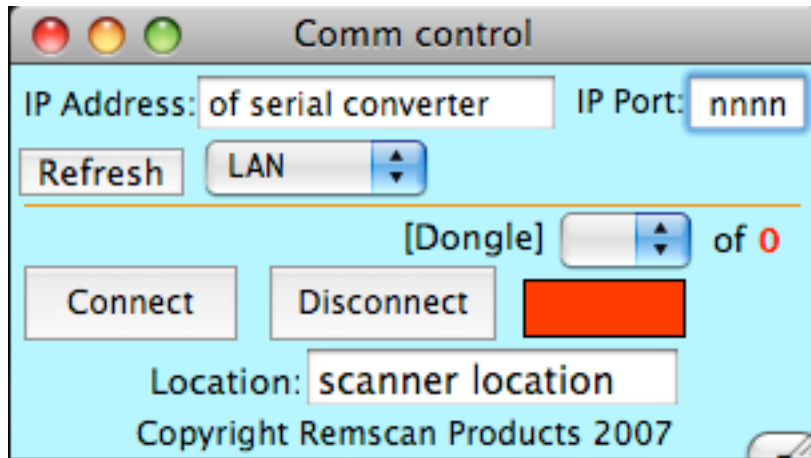 Comm control
IP Address: of serial converter IP Port: nnnn
Refresh LAN
[Dongle] of 0
Connect Disconnect
Location: scanner location
Copyright Remscan Products 2007